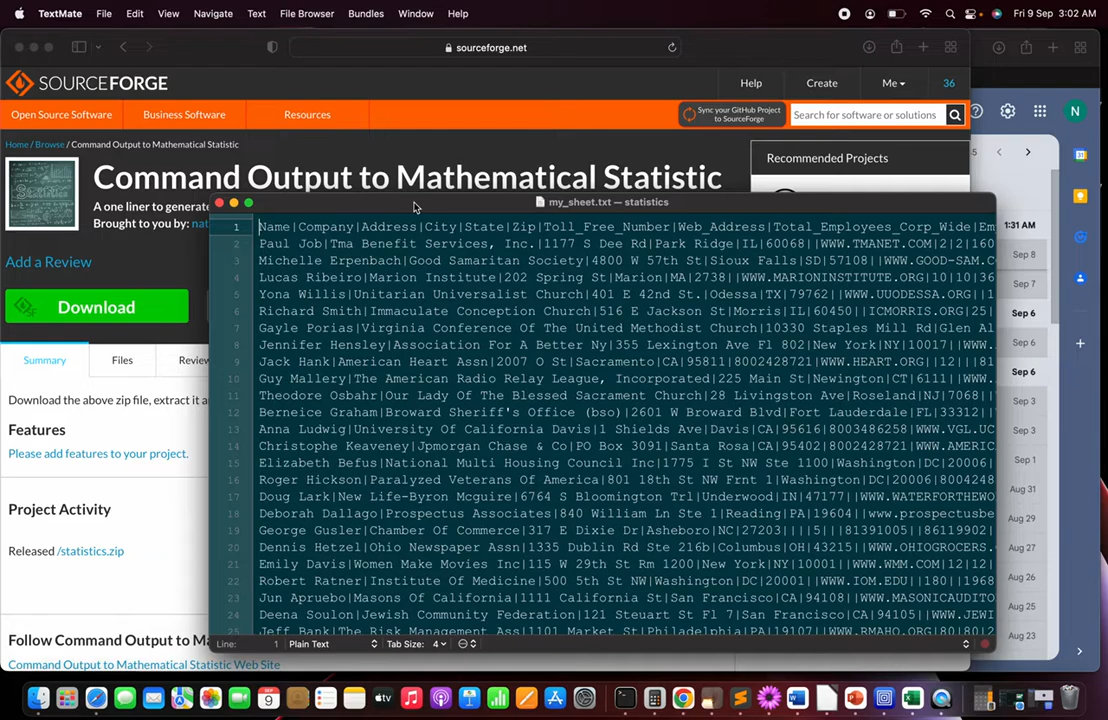 TextMate File Edit View Navigate Text File Browser Bundles Window Help Fri 9 Sep 3:02 AM
sourceforge.net
SOURCEFORGE Help Create Me 36
Open Source Software Business Software Resources Sync your GitHub Project to SourceForge Search for software or solutions
Home / Browse / Command Output to Mathematical Statistic
Recommended Projects
Command Output to Mathematical Statistic
A one liner to generate
Brought to you by: nat
Add a Review
Download
Summary Files Review
Download the above zip file, extract it a
Features
Please add features to your project.
Project Activity
Released /statistics.zip
Follow Command Output to Ma
Command Output to Mathematical Statistic Web Site
my_sheet.txt — statistics
1 Name|Company|Address|City|State|Zip|Toll_Free_Number|Web_Address|Total_Employees_Corp_Wide|Em
2 Paul Job|Tma Benefit Services, Inc.|1177 S Dee Rd|Park Ridge|IL|60068||WWW.TMANET.COM|2|2|160
3 Michelle Erpenbach|Good Samaritan Society|4800 W 57th St|Sioux Falls|SD|57108||WWW.GOOD-SAM.C
4 Lucas Ribeiro|Marion Institute|202 Spring St|Marion|MA|2738||WWW.MARIONINSTITUTE.ORG|10|10|36
5 Yona Willis|Unitarian Universalist Church|401 E 42nd St.|Odessa|TX|79762||WWW.UUODESSA.ORG||1
6 Richard Smith|Immaculate Conception Church|516 E Jackson St|Morris|IL|60450||ICMORRIS.ORG|25|
7 Gayle Porias|Virginia Conference Of The United Methodist Church|10330 Staples Mill Rd|Glen Al
8 Jennifer Hensley|Association For A Better Ny|355 Lexington Ave Fl 802|New York|NY|10017||WWW.
9 Jack Hank|American Heart Assn|2007 O St|Sacramento|CA|95811|8002428721|WWW.HEART.ORG||12|||81
10 Guy Mallery|The American Radio Relay League, Incorporated|225 Main St|Newington|CT|6111||WWW.
11 Theodore Osbahr|Our Lady Of The Blessed Sacrament Church|28 Livingston Ave|Roseland|NJ|7068||
12 Berneice Graham|Broward Sheriff's Office (bso)|2601 W Broward Blvd|Fort Lauderdale|FL|33312||
13 Anna Ludwig|University Of California Davis|1 Shields Ave|Davis|CA|95616|8003486258|WWW.VGL.UC
14 Christophe Keaveney|Jpmorgan Chase & Co|PO Box 3091|Santa Rosa|CA|95402|8002428721|WWW.AMERIC
15 Elizabeth Befus|National Multi Housing Council Inc|1775 I St NW Ste 1100|Washington|DC|20006|
16 Roger Hickson|Paralyzed Veterans Of America|801 18th St NW Frnt 1|Washington|DC|20006|8004248
17 Doug Lark|New Life-Byron Mcguire|6764 S Bloomington Trl|Underwood|IN|47177||WWW.WATERFORTHEWO
18 Deborah Dallago|Prospectus Associates|840 William Ln Ste 1|Reading|PA|19604||www.prospectusbe
19 George Gusler|Chamber Of Commerce|317 E Dixie Dr|Asheboro|NC|27203||||5|||81391005||86119902|
20 Dennis Hetzel|Ohio Newspaper Assn|1335 Dublin Rd Ste 216b|Columbus|OH|43215||WWW.OHIOGROCERS.
21 Emily Davis|Women Make Movies Inc|115 W 29th St Rm 1200|New York|NY|10001||WWW.WMM.COM|12|12|
22 Robert Ratner|Institute Of Medicine|500 5th St NW|Washington|DC|20001||WWW.IOM.EDU||180||1968
23 Jun Apruebo|Masons Of California|1111 California St|San Francisco|CA|94108||WWW.MASONICAUDITO
24 Deena Soulon|Jewish Community Federation|121 Steuart St Fl 7|San Francisco|CA|94105||WWW.JEWI
25 Jeff Bank|The Risk Management Ass|1101 Market St|Philadelphia|PA|19107||WWW.RMAHQ.ORG|80|80|2
Line: 1 Plain Text Tab Size: 4
N
1:31 AM
Sep 8
Sep 7
Sep 6
Sep 6
Sep 6
Sep 3
Sep 3
Sep 1
Aug 31
Aug 29
Aug 27
Aug 26
Aug 25
Aug 23